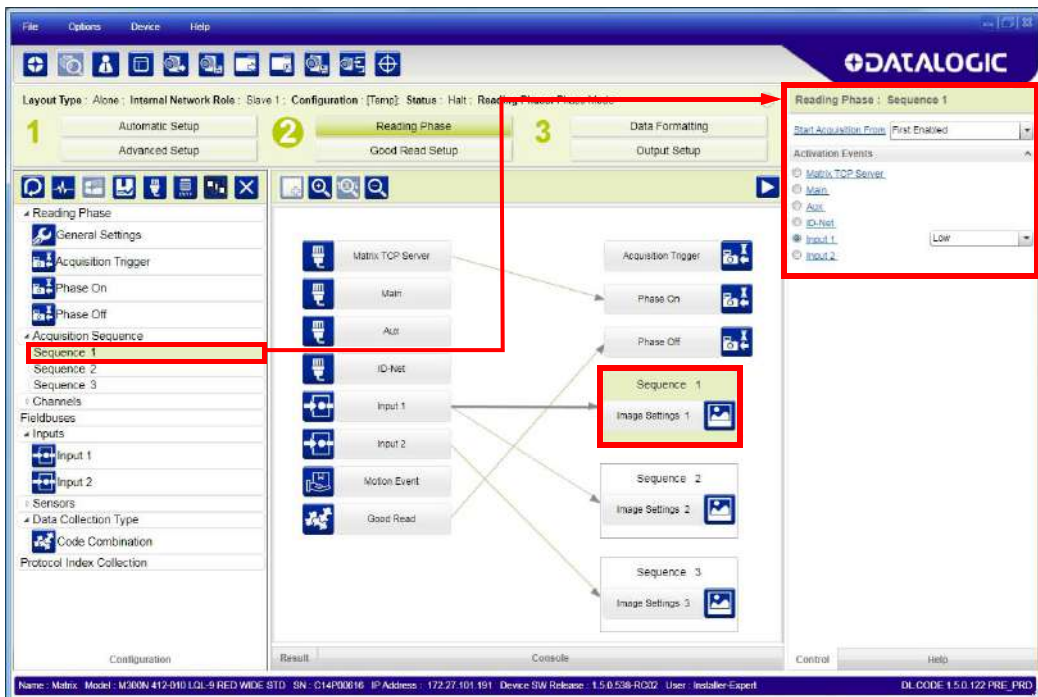 File Options Device Help
DATALOGIC
Layout Type : Alone : Internal Network Role : Slave 1 : Configuration : [Temp]: Status : Halt : Reading Phase: Phase Mode
1 Automatic Setup
Advanced Setup
2 Reading Phase
Good Read Setup
3 Data Formatting
Output Setup
Reading Phase
General Settings
Acquisition Trigger
Phase On
Phase Off
Acquisition Sequence
Sequence 1
Sequence 2
Sequence 3
Channels
Fieldbuses
Inputs
Input 1
Input 2
Sensors
Data Collection Type
Code Combination
Protocol Index Collection
Configuration
Matrix TCP Server
Main
Aux
ID-Net
Input 1
Input 2
Motion Event
Good Read
Acquisition Trigger
Phase On
Phase Off
Sequence 1
Image Settings 1
Sequence 2
Image Settings 2
Sequence 3
Image Settings 3
Result Console
Reading Phase : Sequence 1
Start Acquisition From First Enabled
Activation Events
Matrix TCP Server
Main
Aux
ID-Net
Input 1 Low
Input 2
Control Help
Name : Matrix Model : M300N 412-010 LQL-9 RED WIDE STD SN : C14P00616 IP Address : 172.27.101.191 Device SW Release : 1.5.0.538-RC02 User : Installer-Expert DL.CODE 1.5.0.122 PRE_PRD